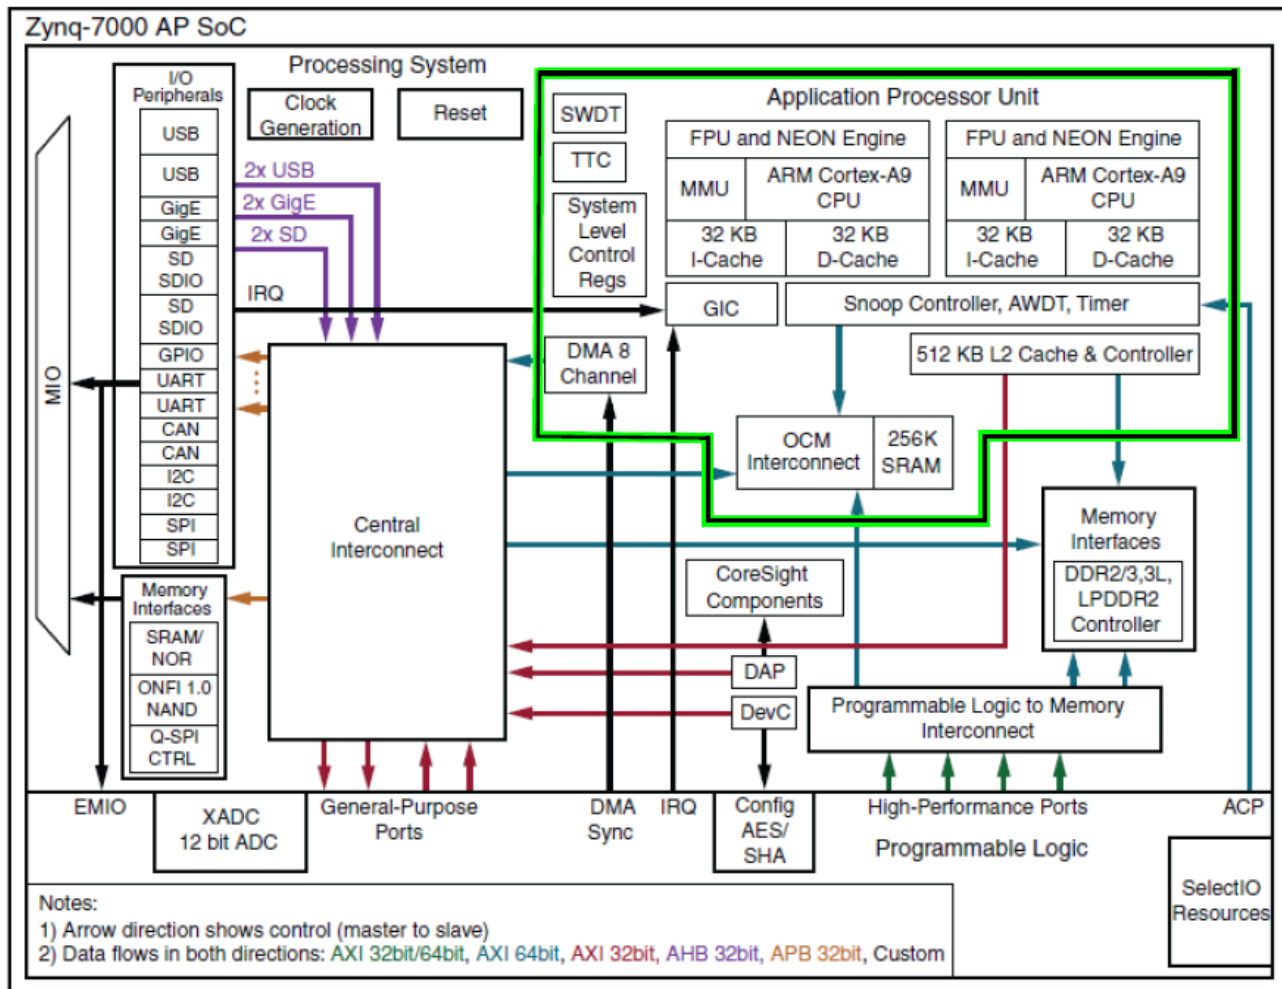 Zynq-7000 AP SoC
Processing System
I/O
Peripherals
USB
USB
GigE
GigE
SD
SDIO
SD
SDIO
GPIO
UART
UART
CAN
CAN
I2C
I2C
SPI
SPI
MIO
Memory
Interfaces
SRAM/
NOR
ONFI 1.0
NAND
Q-SPI
CTRL
Clock
Generation
Reset
2x USB
2x GigE
2x SD
IRQ
Central
Interconnect
Application Processor Unit
SWDT
TTC
System
Level
Control
Regs
FPU and NEON Engine
MMU
ARM Cortex-A9
CPU
32 KB
I-Cache
32 KB
D-Cache
FPU and NEON Engine
MMU
ARM Cortex-A9
CPU
32 KB
I-Cache
32 KB
D-Cache
GIC
Snoop Controller, AWDT, Timer
DMA 8
Channel
512 KB L2 Cache & Controller
OCM
Interconnect
256K
SRAM
Memory
Interfaces
DDR2/3,3L,
LPDDR2
Controller
CoreSight
Components
DAP
DevC
Programmable Logic to Memory
Interconnect
EMIO
XADC
12 bit ADC
General-Purpose
Ports
DMA
Sync
IRQ
Config
AES/
SHA
High-Performance Ports
ACP
Programmable Logic
SelectIO
Resources
Notes:
1) Arrow direction shows control (master to slave)
2) Data flows in both directions: AXI 32bit/64bit, AXI 64bit, AXI 32bit, AHB 32bit, APB 32bit, Custom